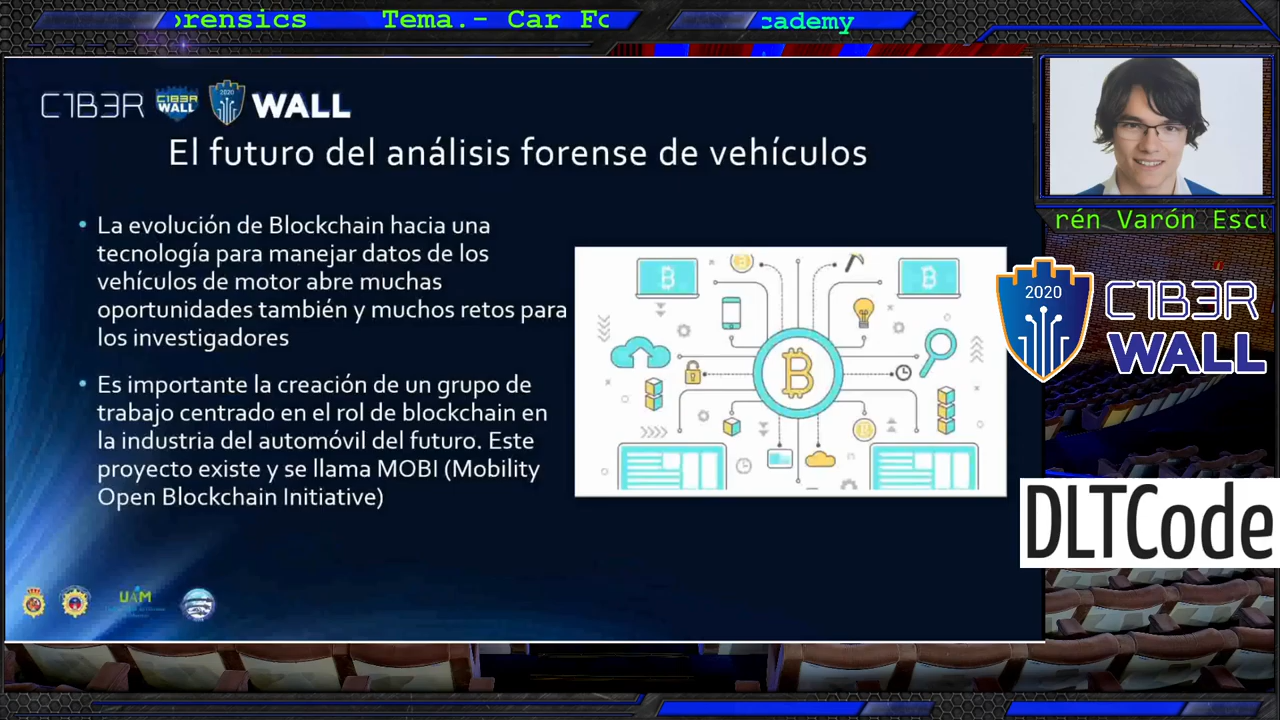 orensics Tema.- Car Fo
cademy
C1B3R
C1B3R
WALL
2020
WALL
El futuro del análisis forense de vehículos
• La evolución de Blockchain hacia una
tecnología para manejar datos de los
vehículos de motor abre muchas
oportunidades también y muchos retos para
los investigadores
• Es importante la creación de un grupo de
trabajo centrado en el rol de blockchain en
la industria del automóvil del futuro. Este
proyecto existe y se llama MOBI (Mobility
Open Blockchain Initiative)
UAM
rén Varón Escu
2020
C1B3R
WALL
DLTCode